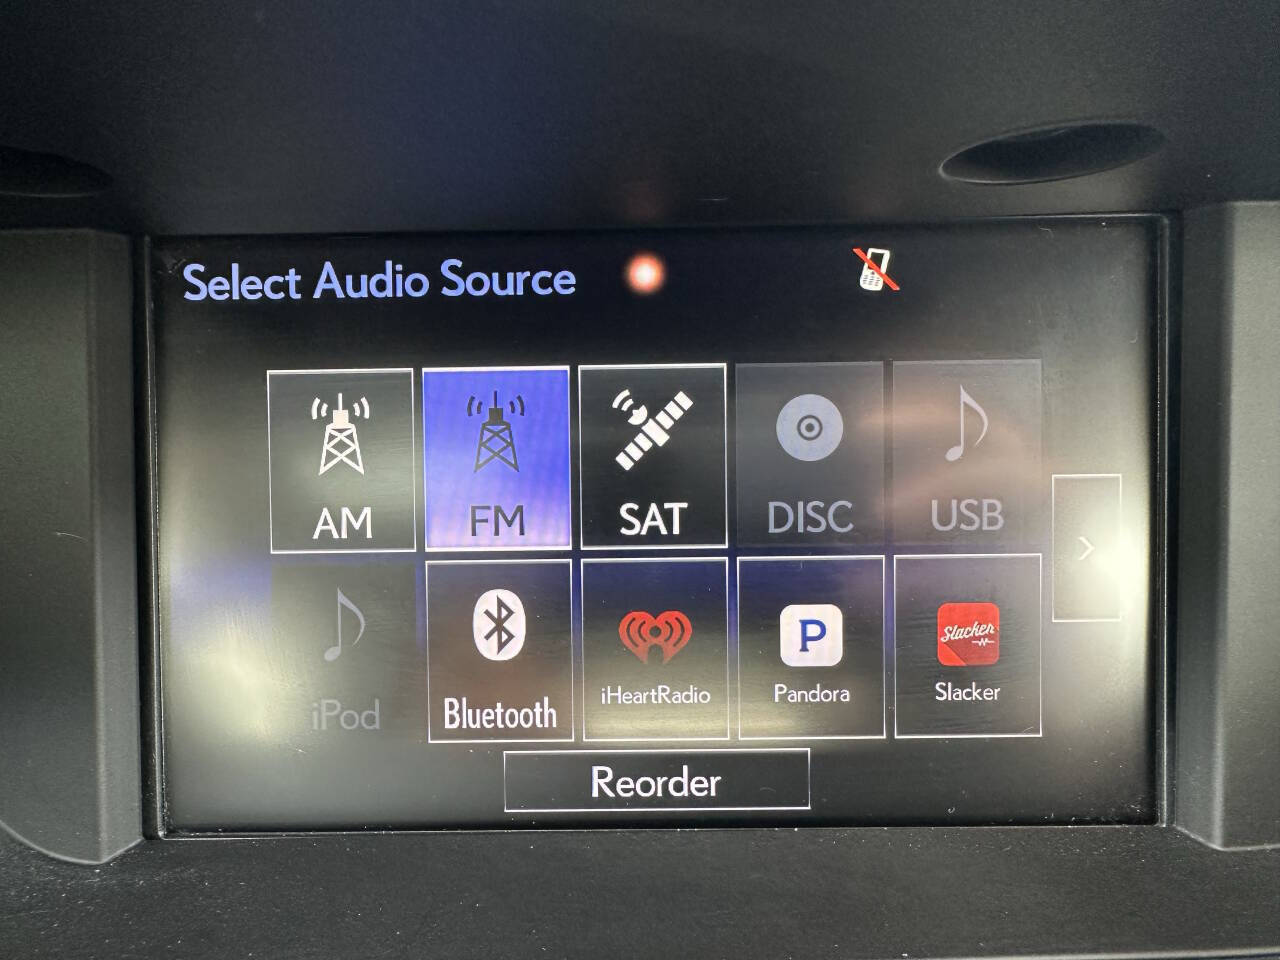 Select Audio Source
AM
FM
SAT
DISC
USB
iPod
Bluetooth
iHeartRadio
P
Pandora
Slacker
Slacker
>
Reorder